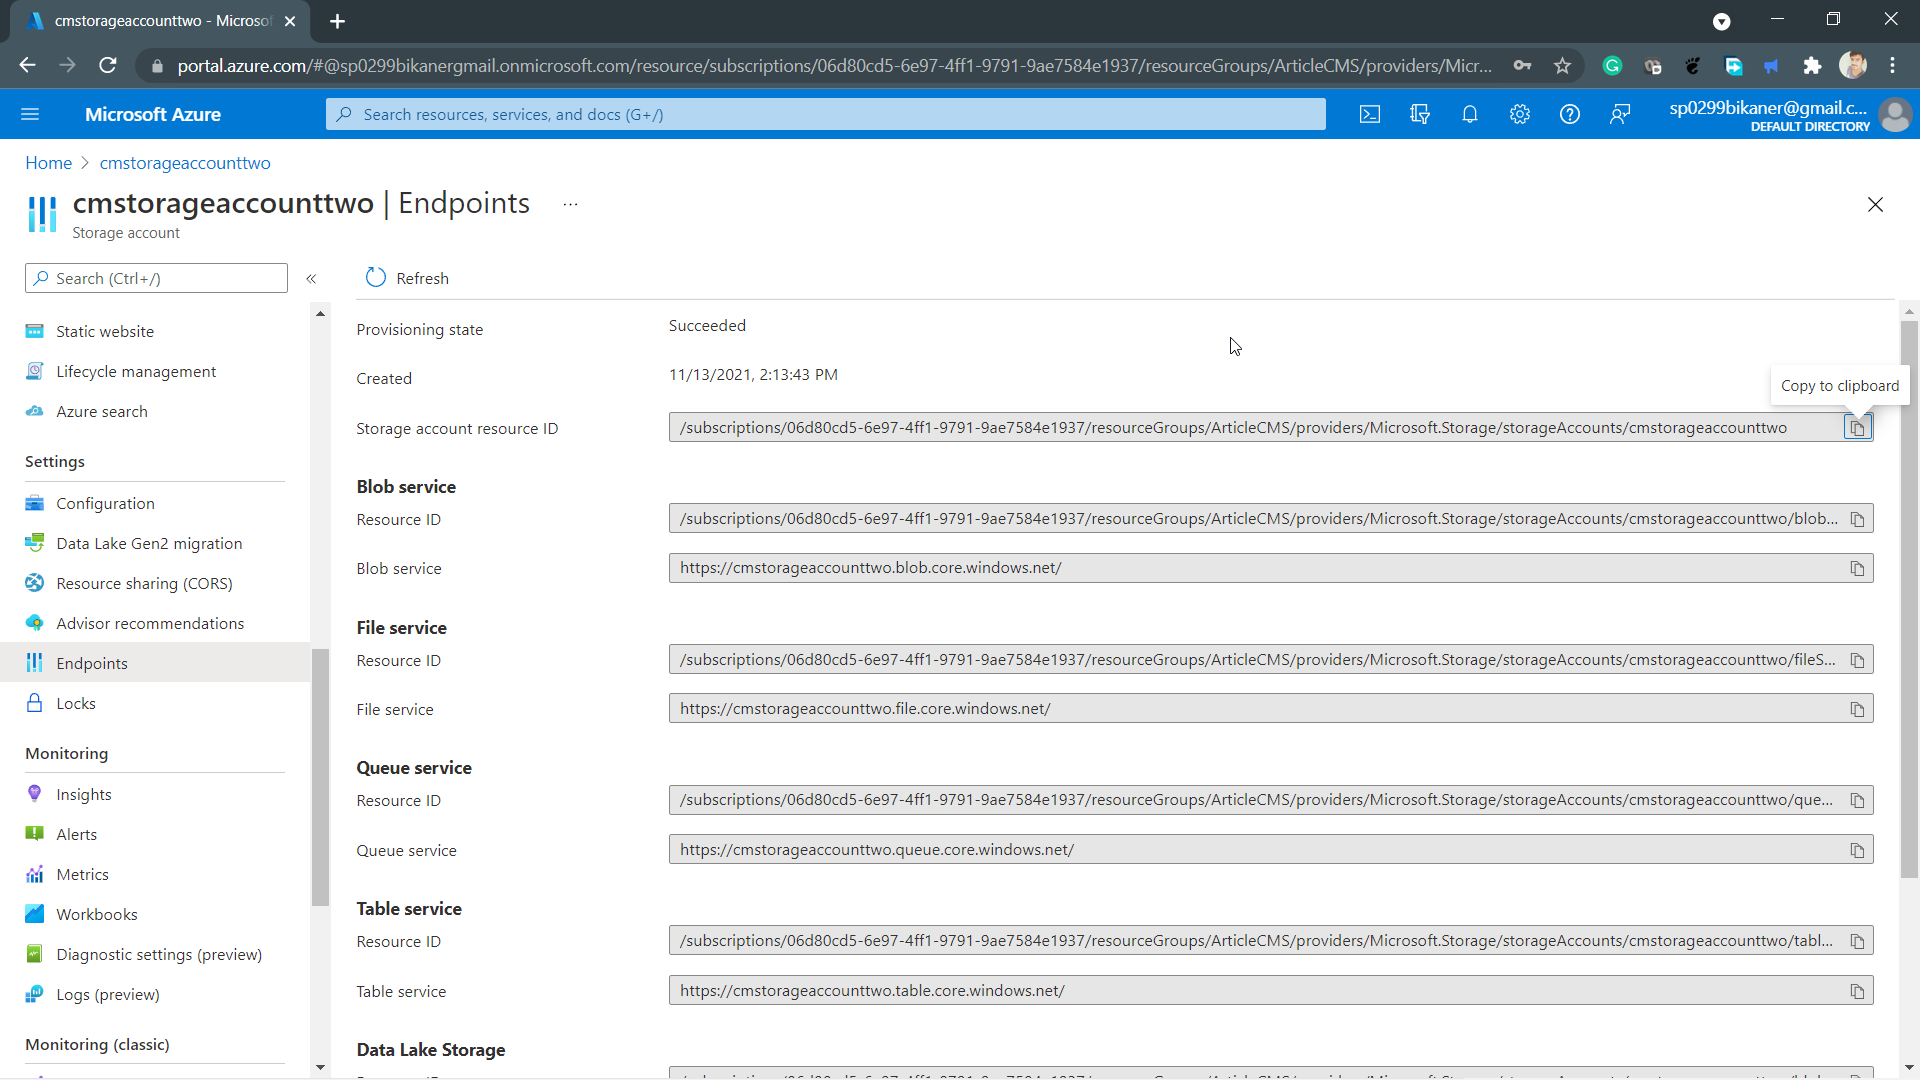 cmstorageaccounttwo - Microsof
portal.azure.com/#@sp0299bikanergmail.onmicrosoft.com/resource/subscriptions/06d80cd5-6e97-4ff1-9791-9ae7584e1937/resourceGroups/ArticleCMS/providers/Micr...
Microsoft Azure
Search resources, services, and docs (G+/)
sp0299bikaner@gmail.c...
DEFAULT DIRECTORY
Home > cmstorageaccounttwo
cmstorageaccounttwo | Endpoints ...
Storage account
Search (Ctrl+/)
«
Static website
Lifecycle management
Azure search
Settings
Configuration
Data Lake Gen2 migration
Resource sharing (CORS)
Advisor recommendations
Endpoints
Locks
Monitoring
Insights
Alerts
Metrics
Workbooks
Diagnostic settings (preview)
Logs (preview)
Monitoring (classic)
Refresh
Provisioning state Succeeded
Created 11/13/2021, 2:13:43 PM
Copy to clipboard
Storage account resource ID /subscriptions/06d80cd5-6e97-4ff1-9791-9ae7584e1937/resourceGroups/ArticleCMS/providers/Microsoft.Storage/storageAccounts/cmstorageaccounttwo
Blob service
Resource ID /subscriptions/06d80cd5-6e97-4ff1-9791-9ae7584e1937/resourceGroups/ArticleCMS/providers/Microsoft.Storage/storageAccounts/cmstorageaccounttwo/blob...
Blob service https://cmstorageaccounttwo.blob.core.windows.net/
File service
Resource ID /subscriptions/06d80cd5-6e97-4ff1-9791-9ae7584e1937/resourceGroups/ArticleCMS/providers/Microsoft.Storage/storageAccounts/cmstorageaccounttwo/fileS...
File service https://cmstorageaccounttwo.file.core.windows.net/
Queue service
Resource ID /subscriptions/06d80cd5-6e97-4ff1-9791-9ae7584e1937/resourceGroups/ArticleCMS/providers/Microsoft.Storage/storageAccounts/cmstorageaccounttwo/que...
Queue service https://cmstorageaccounttwo.queue.core.windows.net/
Table service
Resource ID /subscriptions/06d80cd5-6e97-4ff1-9791-9ae7584e1937/resourceGroups/ArticleCMS/providers/Microsoft.Storage/storageAccounts/cmstorageaccounttwo/tabl...
Table service https://cmstorageaccounttwo.table.core.windows.net/
Data Lake Storage